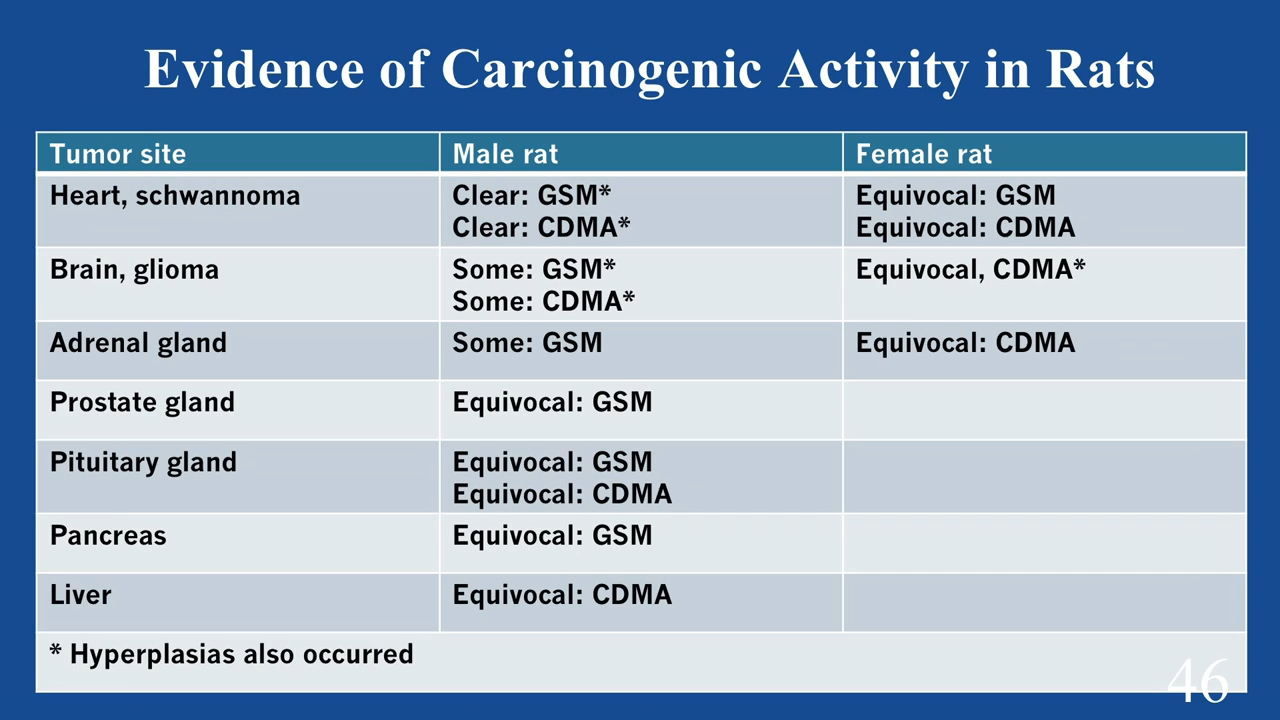 Evidence of Carcinogenic Activity in Rats
Tumor site Male rat Female rat
Heart, schwannoma Clear: GSM* Equivocal: GSM
Clear: CDMA* Equivocal: CDMA
Brain, glioma Some: GSM* Equivocal, CDMA*
Some: CDMA*
Adrenal gland Some: GSM Equivocal: CDMA
Prostate gland Equivocal: GSM
Pituitary gland Equivocal: GSM
Equivocal: CDMA
Pancreas Equivocal: GSM
Liver Equivocal: CDMA
* Hyperplasias also occurred
46